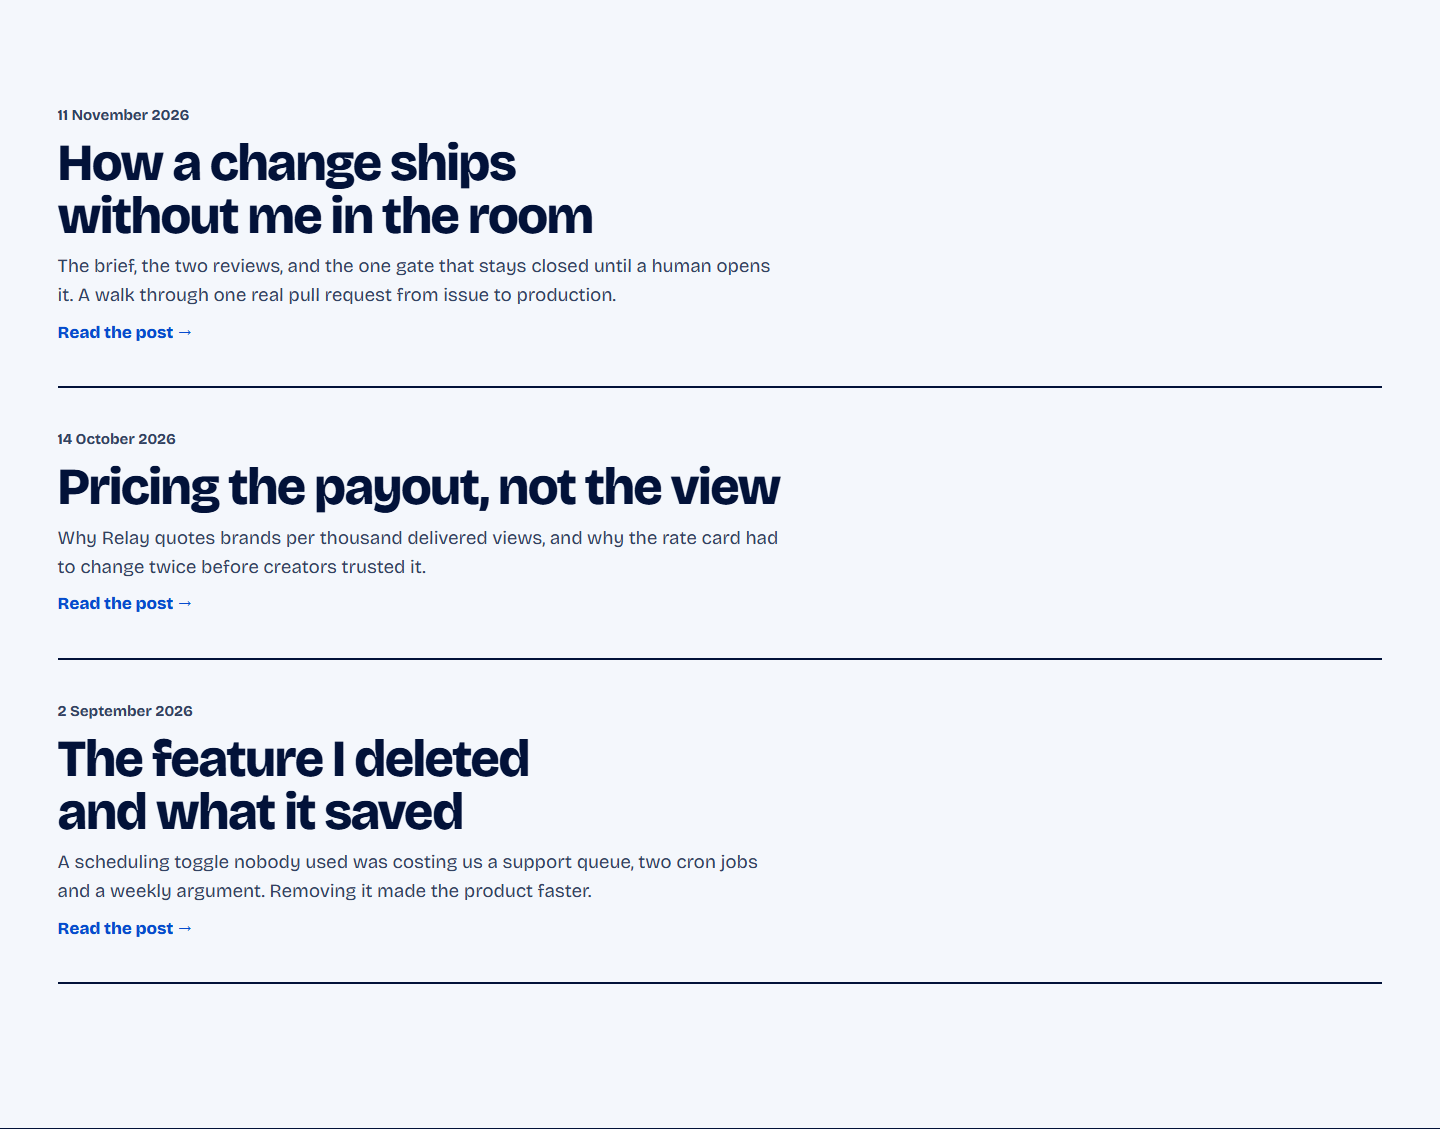 11 November 2026
How a change ships
without me in the room
The brief, the two reviews, and the one gate that stays closed until a human opens
it. A walk through one real pull request from issue to production.
Read the post →
14 October 2026
Pricing the payout, not the view
Why Relay quotes brands per thousand delivered views, and why the rate card had
to change twice before creators trusted it.
Read the post →
2 September 2026
The feature I deleted
and what it saved
A scheduling toggle nobody used was costing us a support queue, two cron jobs
and a weekly argument. Removing it made the product faster.
Read the post →